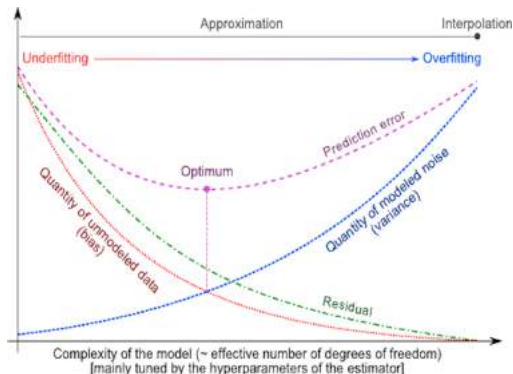 Approximation
Interpolation
Underfitting
Overfitting
Prediction error
Optimum
Quantity of unmodeled data
(bias)
Quantity of modeled noise
(variance)
Residual
Complexity of the model (~ effective number of degrees of freedom)
[mainly tuned by the hyperparameters of the estimator]